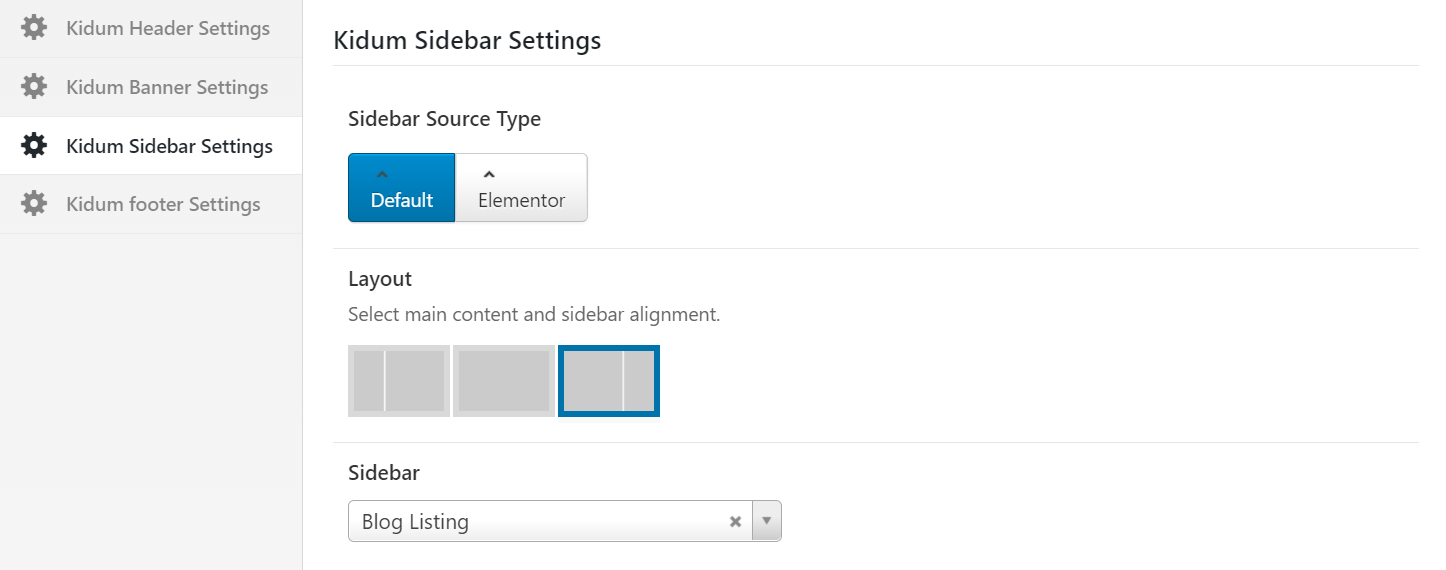 Kidum Header Settings
Kidum Banner Settings
Kidum Sidebar Settings
Kidum footer Settings
Kidum Sidebar Settings
Sidebar Source Type
Default
Elementor
Layout
Select main content and sidebar alignment.
Sidebar
Blog Listing